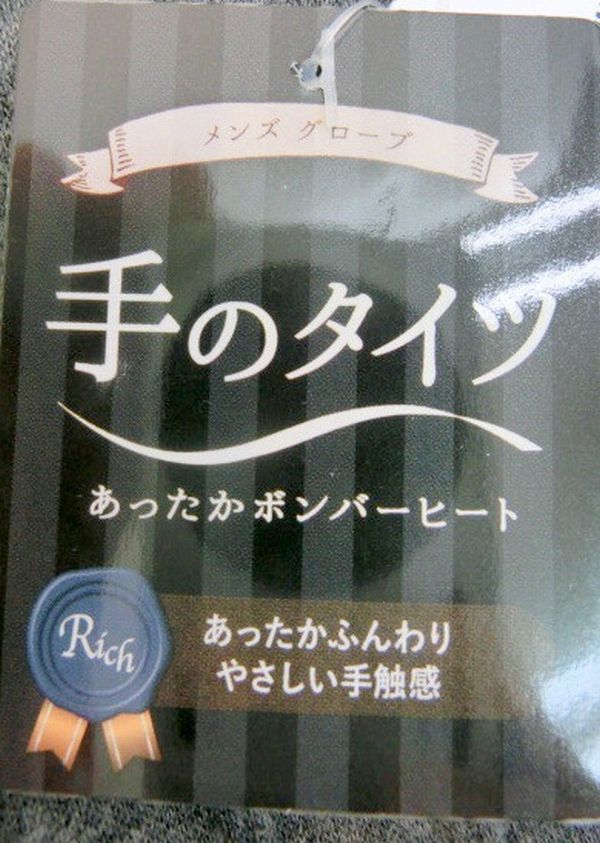 メンズ グローブ
手のタイツ
あったかボンバーヒート
Rich
あったかふんわり
やさしい手触感